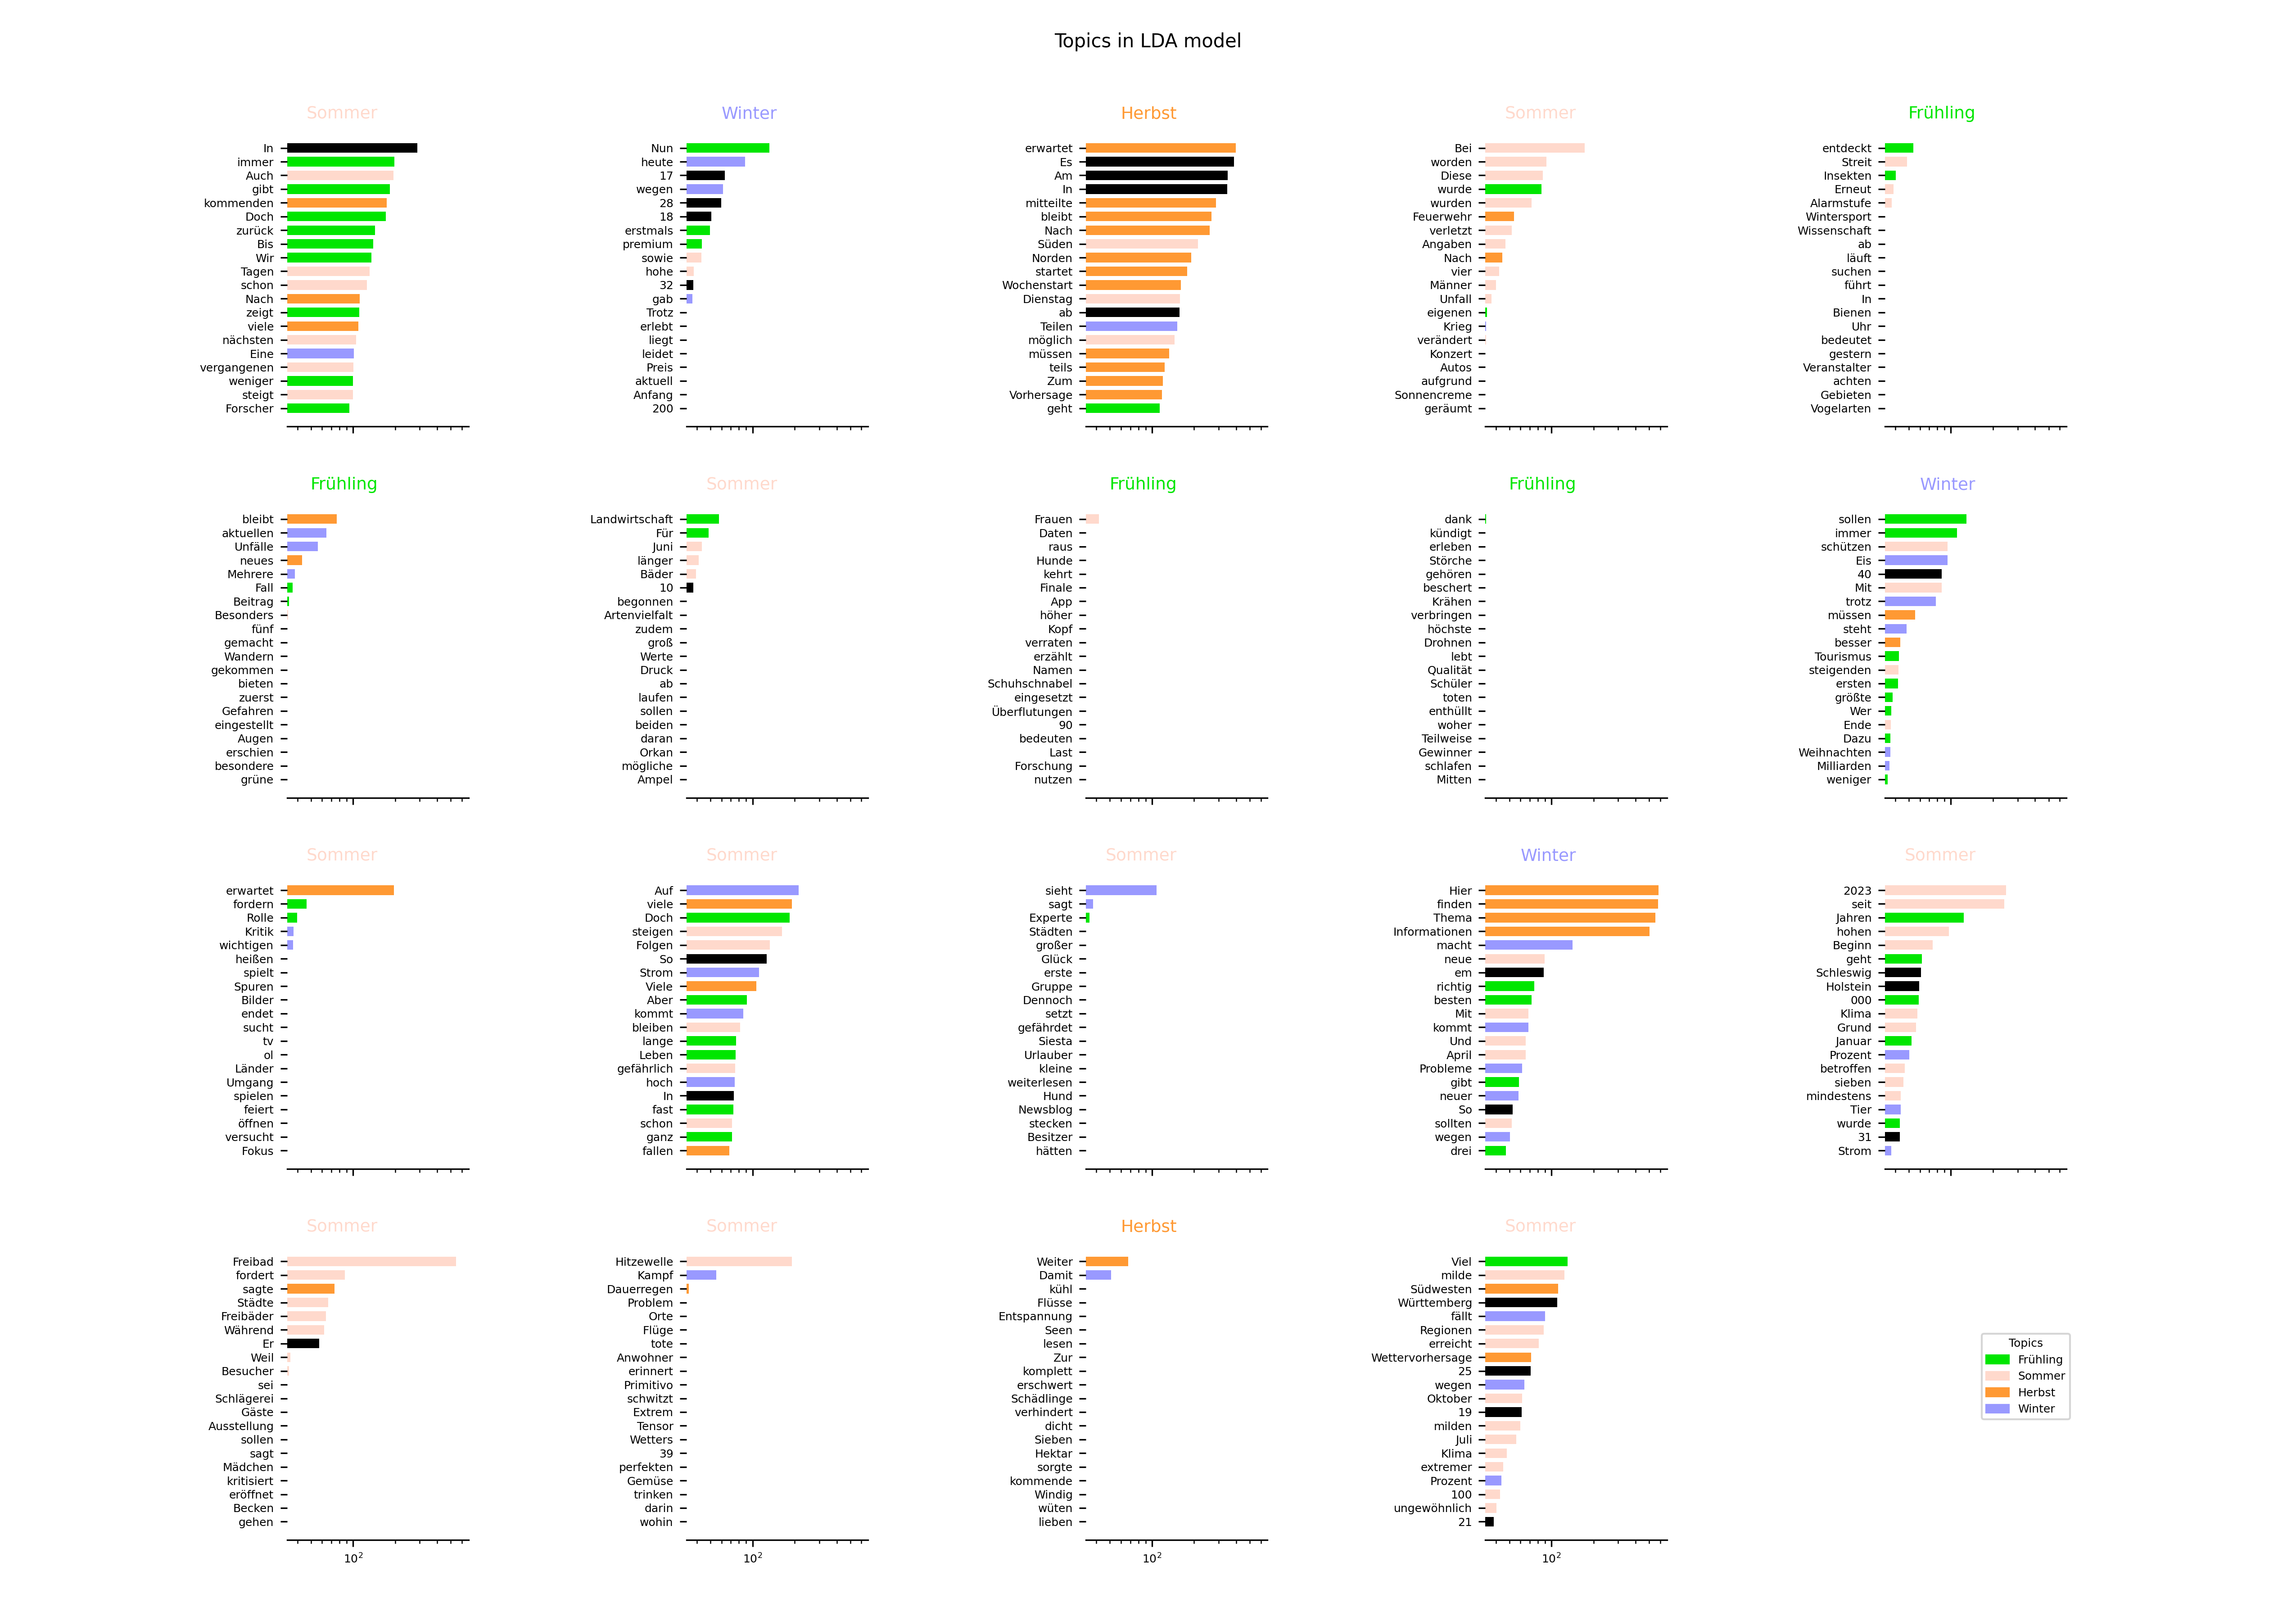 Topics in LDA model
Sommer
In
immer
Auch
gibt
kommenden
Doch
zurück
Bis
Wir
Tagen
schon
Nach
zeigt
viele
nächsten
Eine
vergangenen
weniger
steigt
Forscher
Winter
Nun
heute
17
wegen
28
18
erstmals
premium
sowie
hohe
32
gab
Trotz
erlebt
liegt
leidet
Preis
aktuell
Anfang
200
Herbst
erwartet
Es
Am
In
mitteilte
bleibt
Nach
Süden
Norden
startet
Wochenstart
Dienstag
ab
Teilen
möglich
müssen
teils
Zum
Vorhersage
geht
Sommer
Bei
worden
Diese
wurde
wurden
Feuerwehr
verletzt
Angaben
Nach
vier
Männer
Unfall
eigenen
Krieg
verändert
Konzert
Autos
aufgrund
Sonnencreme
geräumt
Frühling
entdeckt
Streit
Insekten
Erneut
Alarmstufe
Wintersport
Wissenschaft
ab
läuft
suchen
führt
In
Bienen
Uhr
bedeutet
gestern
Veranstalter
achten
Gebieten
Vogelarten
Frühling
bleibt
aktuellen
Unfälle
neues
Mehrere
Fall
Beitrag
Besonders
fünf
gemacht
Wandern
gekommen
bieten
zuerst
Gefahren
eingestellt
Augen
erschien
besondere
grüne
Sommer
Landwirtschaft
Für
Juni
länger
Bäder
10
begonnen
Artenvielfalt
zudem
groß
Werte
Druck
ab
laufen
sollen
beiden
daran
Orkan
mögliche
Ampel
Frühling
Frauen
Daten
raus
Hunde
kehrt
Finale
App
höher
Kopf
verraten
erzählt
Namen
Schuhschnabel
eingesetzt
Überflutungen
90
bedeuten
Last
Forschung
nutzen
Frühling
dank
kündigt
erleben
Störche
gehören
beschert
Krähen
verbringen
höchste
Drohnen
lebt
Qualität
Schüler
toten
enthüllt
woher
Teilweise
Gewinner
schlafen
Mitten
Winter
sollen
immer
schützen
Eis
40
Mit
trotz
müssen
steht
besser
Tourismus
steigenden
ersten
größte
Wer
Ende
Dazu
Weihnachten
Milliarden
weniger
Sommer
erwartet
fordern
Rolle
Kritik
wichtigen
heißen
spielt
Spuren
Bilder
endet
sucht
tv
ol
Länder
Umgang
spielen
feiert
öffnen
versucht
Fokus
Sommer
Auf
viele
Doch
steigen
Folgen
So
Strom
Viele
Aber
kommt
bleiben
lange
Leben
gefährlich
hoch
In
fast
schon
ganz
fallen
Sommer
sieht
sagt
Experte
Städten
großer
Glück
erste
Gruppe
Dennoch
setzt
gefährdet
Siesta
Urlauber
kleine
weiterlesen
Hund
Newsblog
stecken
Besitzer
hätten
Winter
Hier
finden
Thema
Informationen
macht
neue
em
richtig
besten
Mit
kommt
Und
April
Probleme
gibt
neuer
So
sollten
wegen
drei
Sommer
2023
seit
Jahren
hohen
Beginn
geht
Schleswig
Holstein
000
Klima
Grund
Januar
Prozent
betroffen
sieben
mindestens
Tier
wurde
31
Strom
Sommer
Freibad
fordert
sagte
Städte
Freibäder
Während
Er
Weil
Besucher
sei
Schlägerei
Gäste
Ausstellung
sollen
sagt
Mädchen
kritisiert
eröffnet
Becken
gehen
10²
Sommer
Hitzewelle
Kampf
Dauerregen
Problem
Orte
Flüge
tote
Anwohner
erinnert
Primitivo
schwitzt
Extrem
Tensor
Wetters
39
perfekten
Gemüse
trinken
darin
wohin
10²
Herbst
Weiter
Damit
kühl
Flüsse
Entspannung
Seen
lesen
Zur
komplett
erschwert
Schädlinge
verhindert
dicht
Sieben
Hektar
sorgte
kommende
Windig
wüten
lieben
10²
Sommer
Viel
milde
Südwesten
Württemberg
fällt
Regionen
erreicht
Wettervorhersage
25
wegen
Oktober
19
milden
Juli
Klima
extremer
Prozent
100
ungewöhnlich
21
10²
Topics
Frühling
Sommer
Herbst
Winter